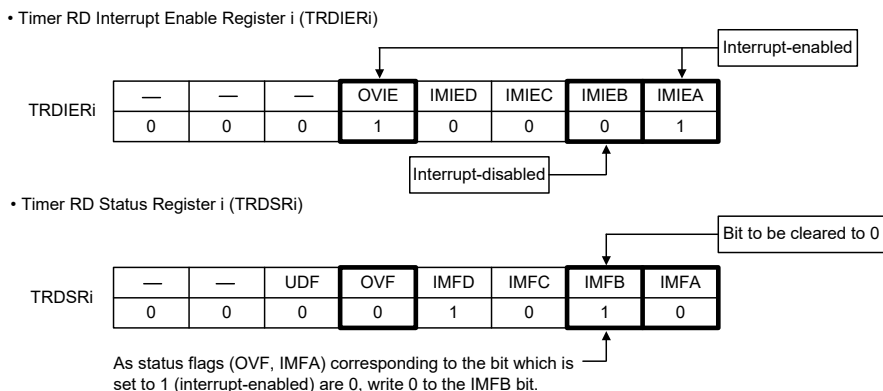 • Timer RD Interrupt Enable Register i (TRDIERi)
Interrupt-enabled
TRDIERi
— — — OVIE IMIED IMIEC IMIEB IMIEA
0 0 0 1 0 0 0 1
Interrupt-disabled
• Timer RD Status Register i (TRDSRi)
Bit to be cleared to 0
TRDSRi
— — UDF OVF IMFD IMFC IMFB IMFA
0 0 0 0 1 0 1 0
As status flags (OVF, IMFA) corresponding to the bit which is
set to 1 (interrupt-enabled) are 0, write 0 to the IMFB bit.